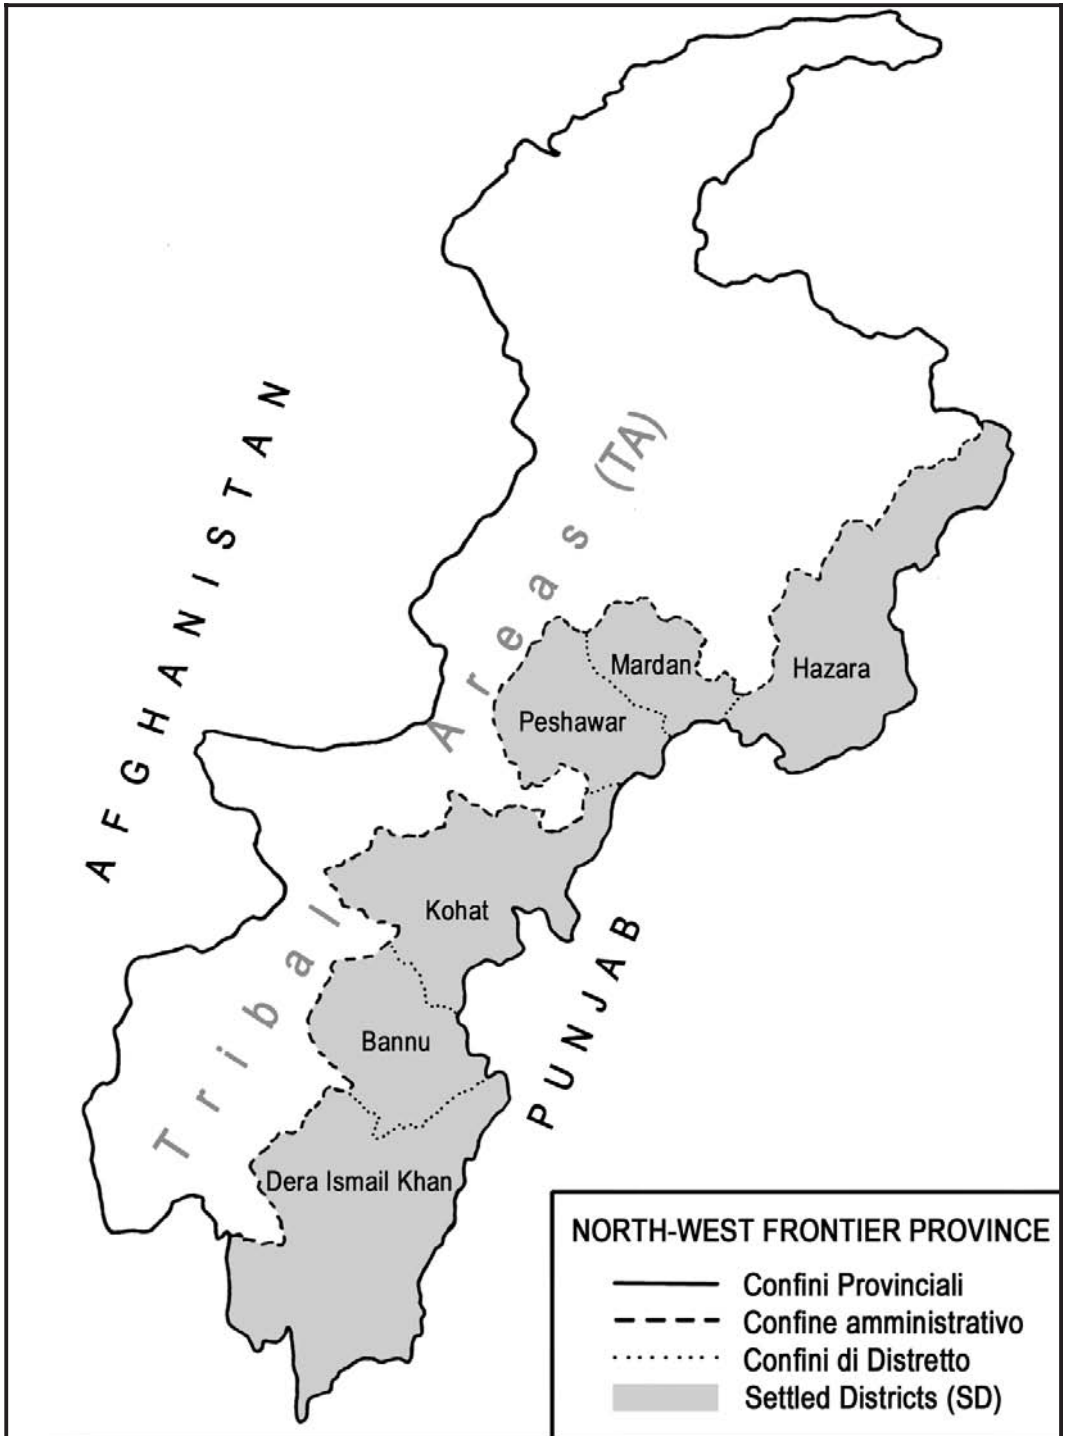 AFGHANISTAN
Tribal Areas (TA)
Mardan
Hazara
Peshawar
Kohat
PUNJAB
Bannu
Dera Ismail Khan
NORTH-WEST FRONTIER PROVINCE
Confini Provinciali
Confine amministrativo
Confini di Distretto
Settled Districts (SD)